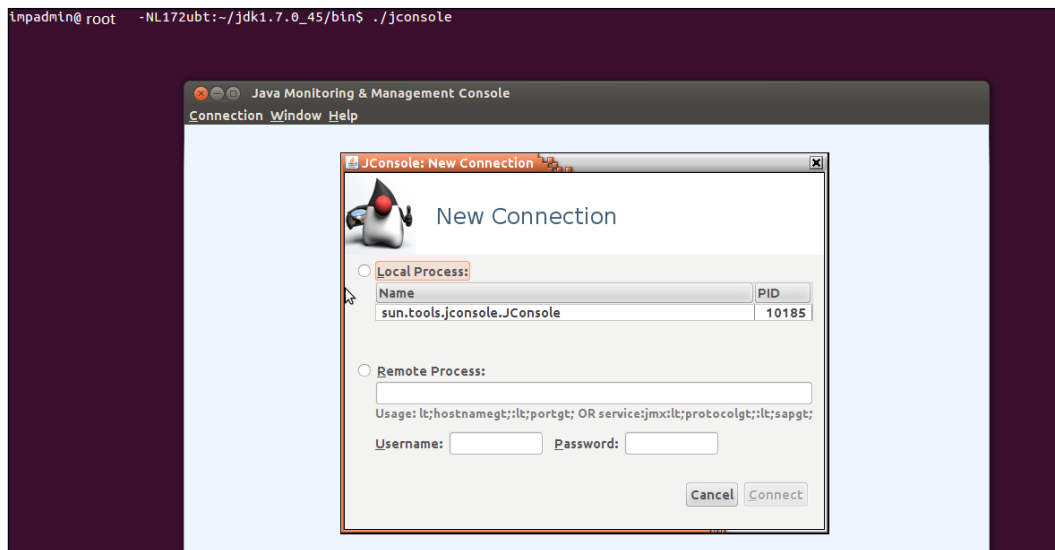 impadmin@ root -NL172ubt:~/jdk1.7.0_45/bin$ ./jconsole
Java Monitoring & Management Console
Connection Window Help
JConsole: New Connection
New Connection
Local Process:
Name PID
sun.tools.jconsole.JConsole 10185
Remote Process:
Usage: lt;hostnamegt;:lt;portgt; OR service:jmx:lt;protocolgt;:lt;sapgt;
Username: Password:
Cancel Connect